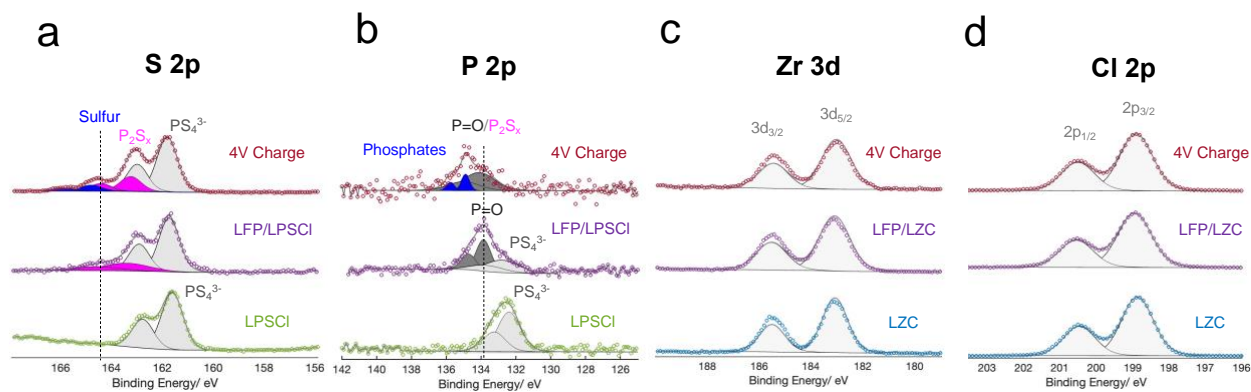 a
S 2p
Sulfur
P₂Sₓ
PS₄³⁻
4V Charge
LFP/LPSCl
PS₄³⁻
LPSCl
166 164 162 160 158 156
Binding Energy/ eV
b
P 2p
P=O/P₂Sₓ
Phosphates
4V Charge
P=O
PS₄³⁻
LFP/LPSCl
PS₄³⁻
LPSCl
142 140 138 136 134 132 130 128 126
Binding Energy/ eV
c
Zr 3d
3d₃/₂
3d₅/₂
4V Charge
LFP/LZC
LZC
188 186 184 182 180
Binding Energy/ eV
d
Cl 2p
2p₁/₂
2p₃/₂
4V Charge
LFP/LZC
LZC
203 202 201 200 199 198 197 196
Binding Energy/ eV